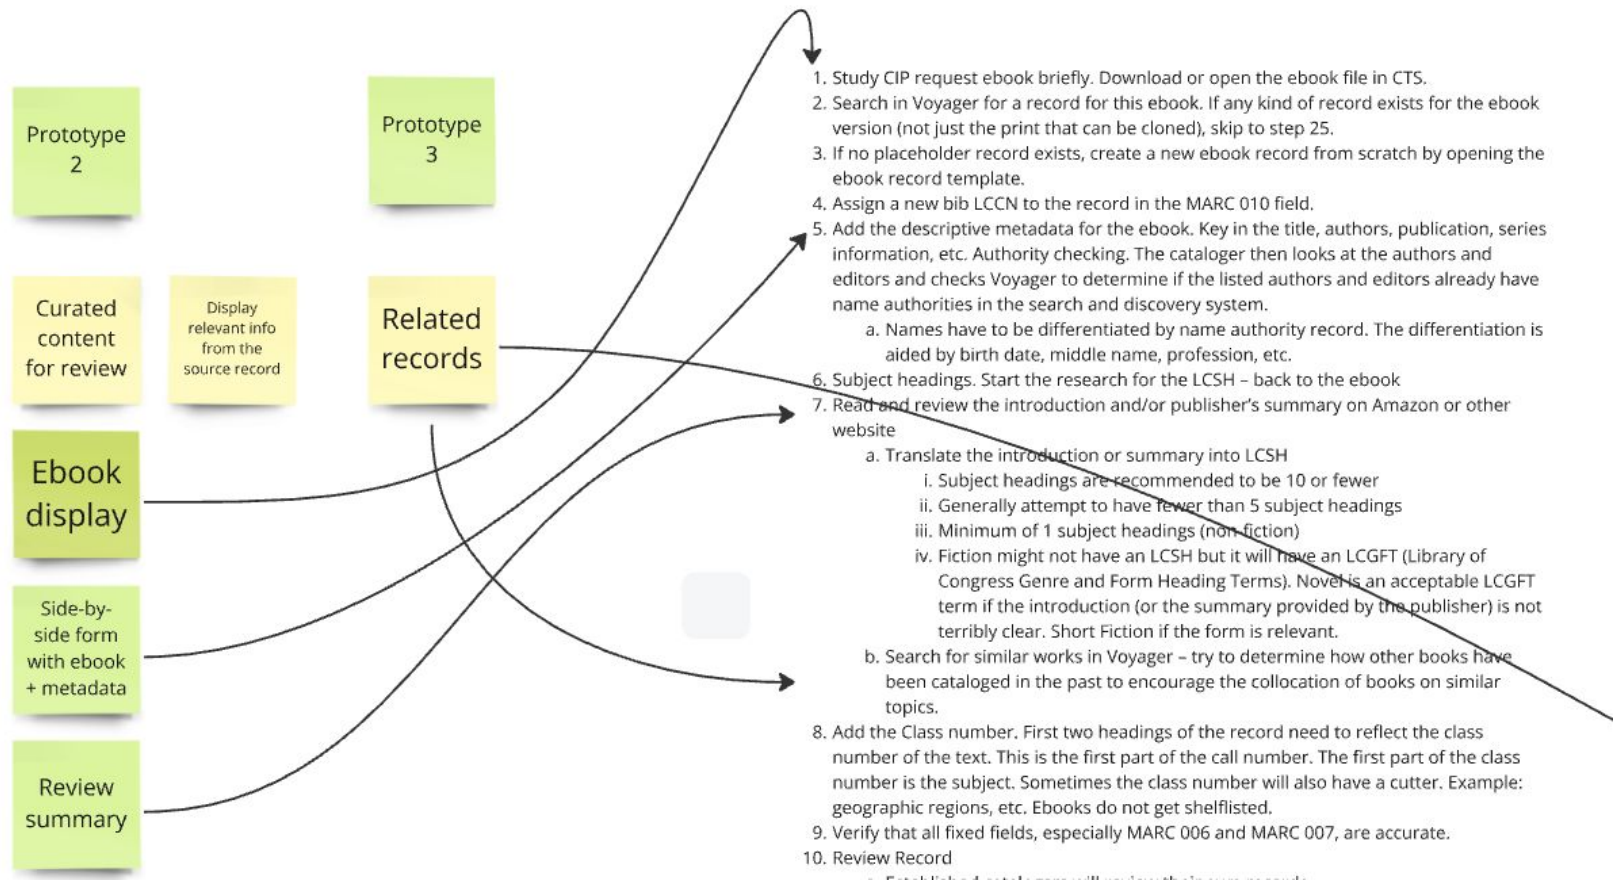 Prototype
2
Prototype
3
Curated
content
for review
Display
relevant info
from the
source record
Related
records
Ebook
display
Side-by-
side form
with ebook
+ metadata
Review
summary
1. Study CIP request ebook briefly. Download or open the ebook file in CTS.
2. Search in Voyager for a record for this ebook. If any kind of record exists for the ebook
version (not just the print that can be cloned), skip to step 25.
3. If no placeholder record exists, create a new ebook record from scratch by opening the
ebook record template.
4. Assign a new bib LCCN to the record in the MARC 010 field.
5. Add the descriptive metadata for the ebook. Key in the title, authors, publication, series
information, etc. Authority checking. The cataloger then looks at the authors and
editors and checks Voyager to determine if the listed authors and editors already have
name authorities in the search and discovery system.
a. Names have to be differentiated by name authority record. The differentiation is
aided by birth date, middle name, profession, etc.
6. Subject headings. Start the research for the LCSH – back to the ebook
7. Read and review the introduction and/or publisher's summary on Amazon or other
website
a. Translate the introduction or summary into LCSH
i. Subject headings are recommended to be 10 or fewer
ii. Generally attempt to have fewer than 5 subject headings
iii. Minimum of 1 subject headings (non-fiction)
iv. Fiction might not have an LCSH but it will have an LCGFT (Library of
Congress Genre and Form Heading Terms). Novel is an acceptable LCGFT
term if the introduction (or the summary provided by the publisher) is not
terribly clear. Short Fiction if the form is relevant.
b. Search for similar works in Voyager – try to determine how other books have
been cataloged in the past to encourage the collocation of books on similar
topics.
8. Add the Class number. First two headings of the record need to reflect the class
number of the text. This is the first part of the call number. The first part of the class
number is the subject. Sometimes the class number will also have a cutter. Example:
geographic regions, etc. Ebooks do not get shelflisted.
9. Verify that all fixed fields, especially MARC 006 and MARC 007, are accurate.
10. Review Record